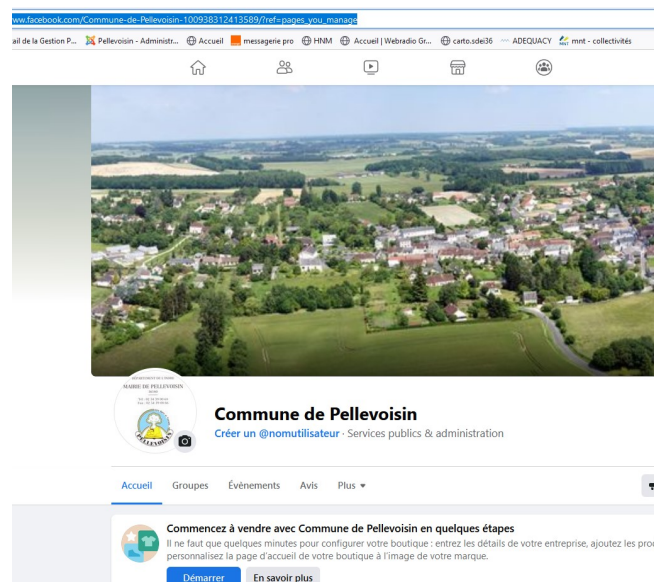 ww.facebook.com/Commune-de-Pellevoisin-100938312413589/?ref=pages_you_manage
ail de la Gestion P... Pellevoisin - Administr... Accueil messagerie pro HNM Accueil | Webradio Gr... carto.sdei36 ADEQUACY mnt - collectivités
MAIRIE DE PELLEVOISIN
PELLEVOISIN
Commune de Pellevoisin
Créer un @nomutilisateur · Services publics & administration
Accueil Groupes Évènements Avis Plus
Commencez à vendre avec Commune de Pellevoisin en quelques étapes
Il ne faut que quelques minutes pour configurer votre boutique : entrez les détails de votre entreprise, ajoutez les pro
personnalisez la page d'accueil de votre boutique à l'image de votre marque.
Démarrer En savoir plus